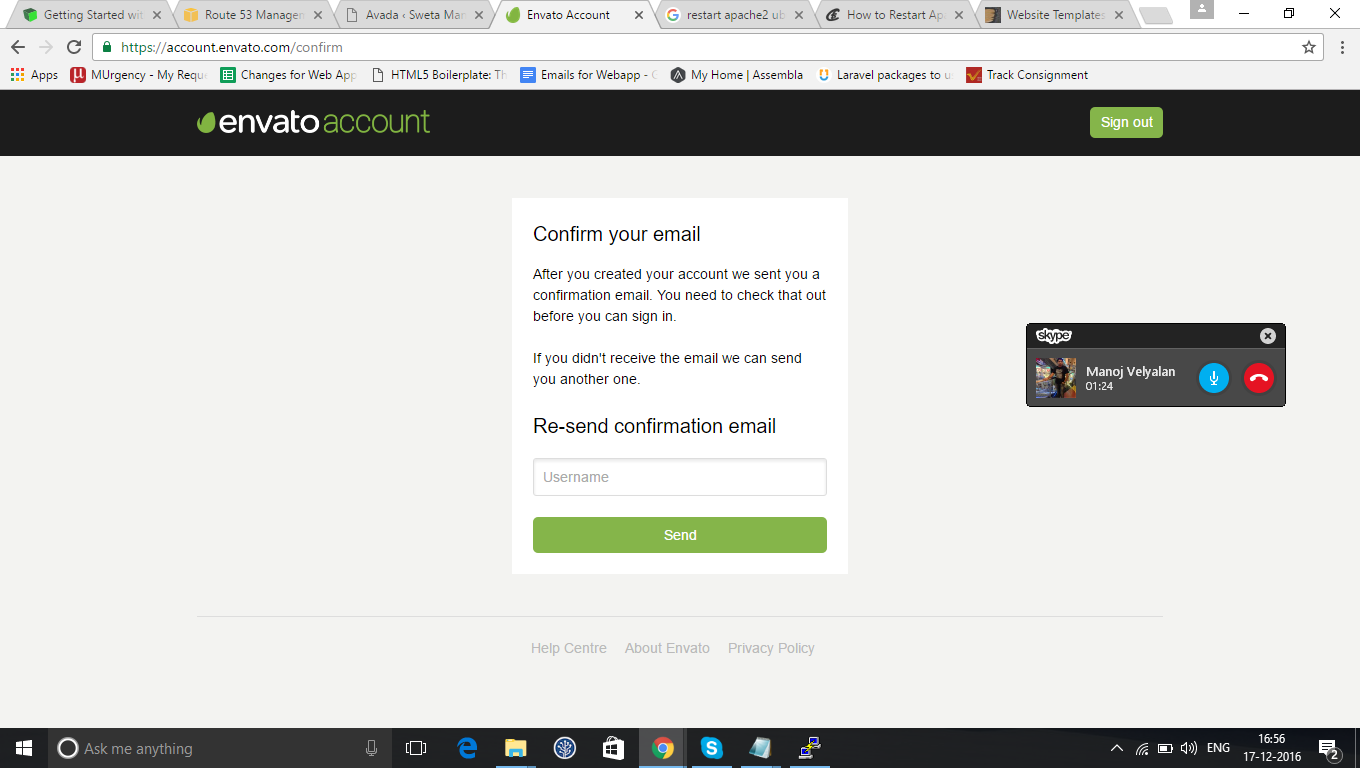 Getting Started wit
Route 53 Managem
Avada ‹ Sweta Mar
Envato Account
restart apache2 ub
How to Restart Apa
Website Templates
https://account.envato.com/confirm
Apps
MUrgency - My Reque
Changes for Web App
HTML5 Boilerplate: Th
Emails for Webapp - G
My Home | Assembla
Laravel packages to us
Track Consignment
envato account
Sign out
Confirm your email
After you created your account we sent you a
confirmation email. You need to check that out
before you can sign in.
If you didn't receive the email we can send
you another one.
Re-send confirmation email
Username
Send
skype
Manoj Velyalan
01:24
Help Centre
About Envato
Privacy Policy
Ask me anything
ENG
16:56
17-12-2016
2